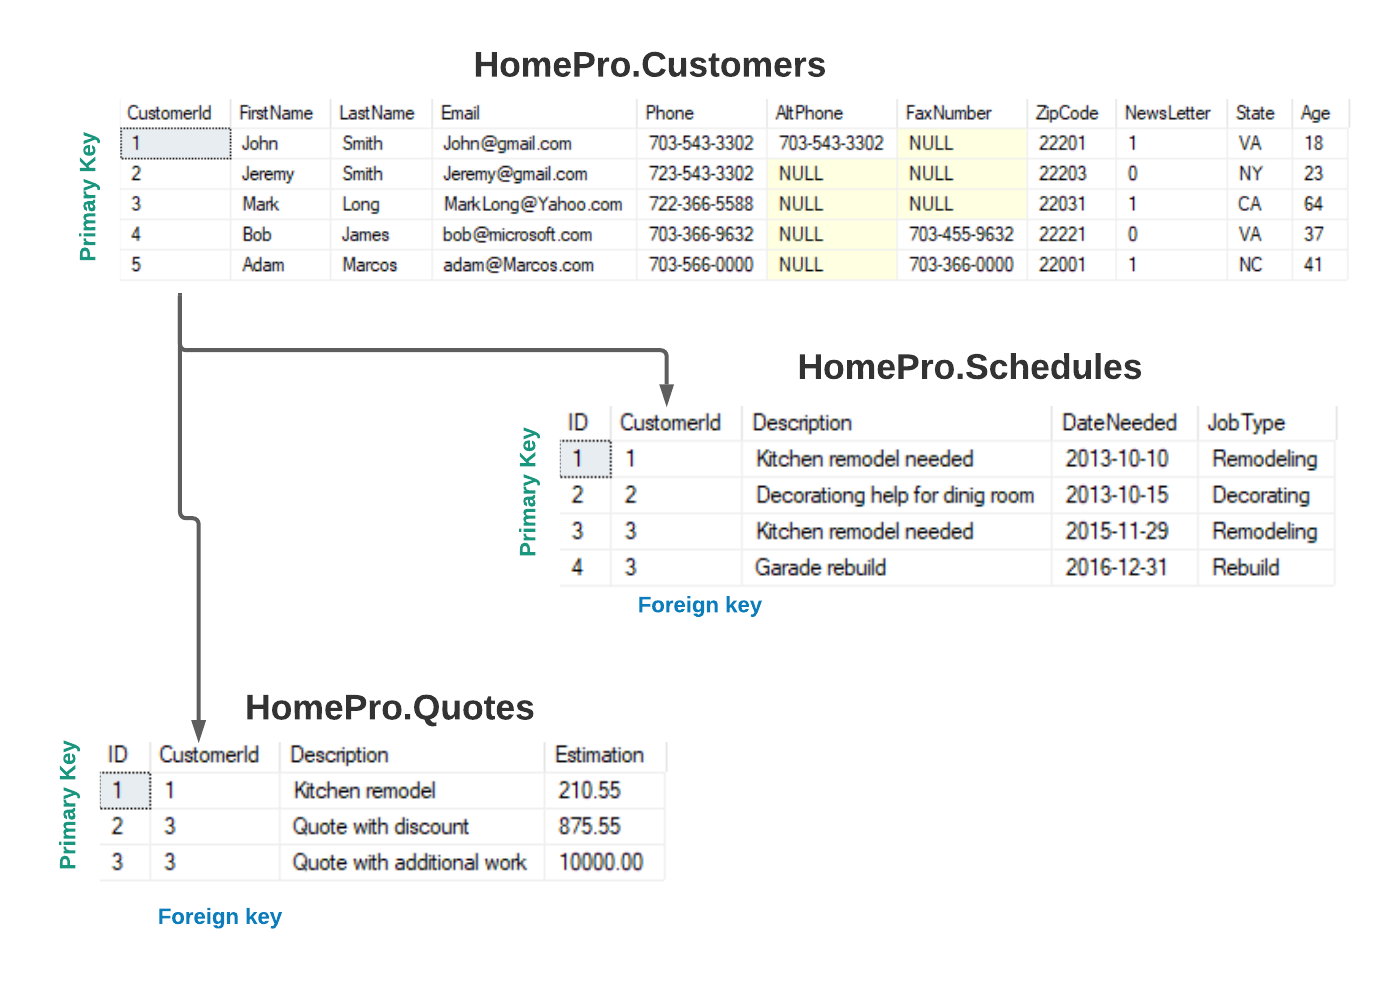 HomePro.Customers
CustomerId FirstName LastName Email Phone AltPhone FaxNumber ZipCode NewsLetter State Age
Primary Key
1 John Smith John@gmail.com 703-543-3302 703-543-3302 NULL 22201 1 VA 18
2 Jeremy Smith Jeremy@gmail.com 723-543-3302 NULL NULL 22203 0 NY 23
3 Mark Long MarkLong@Yahoo.com 722-366-5588 NULL NULL 22031 1 CA 64
4 Bob James bob@microsoft.com 703-366-9632 NULL 703-455-9632 22221 0 VA 37
5 Adam Marcos adam@Marcos.com 703-566-0000 NULL 703-366-0000 22001 1 NC 41
HomePro.Schedules
ID CustomerId Description DateNeeded JobType
Primary Key
1 1 Kitchen remodel needed 2013-10-10 Remodeling
2 2 Decorationg help for dinig room 2013-10-15 Decorating
3 3 Kitchen remodel needed 2015-11-29 Remodeling
4 3 Garade rebuild 2016-12-31 Rebuild
Foreign key
HomePro.Quotes
ID CustomerId Description Estimation
Primary Key
1 1 Kitchen remodel 210.55
2 3 Quote with discount 875.55
3 3 Quote with additional work 10000.00
Foreign key